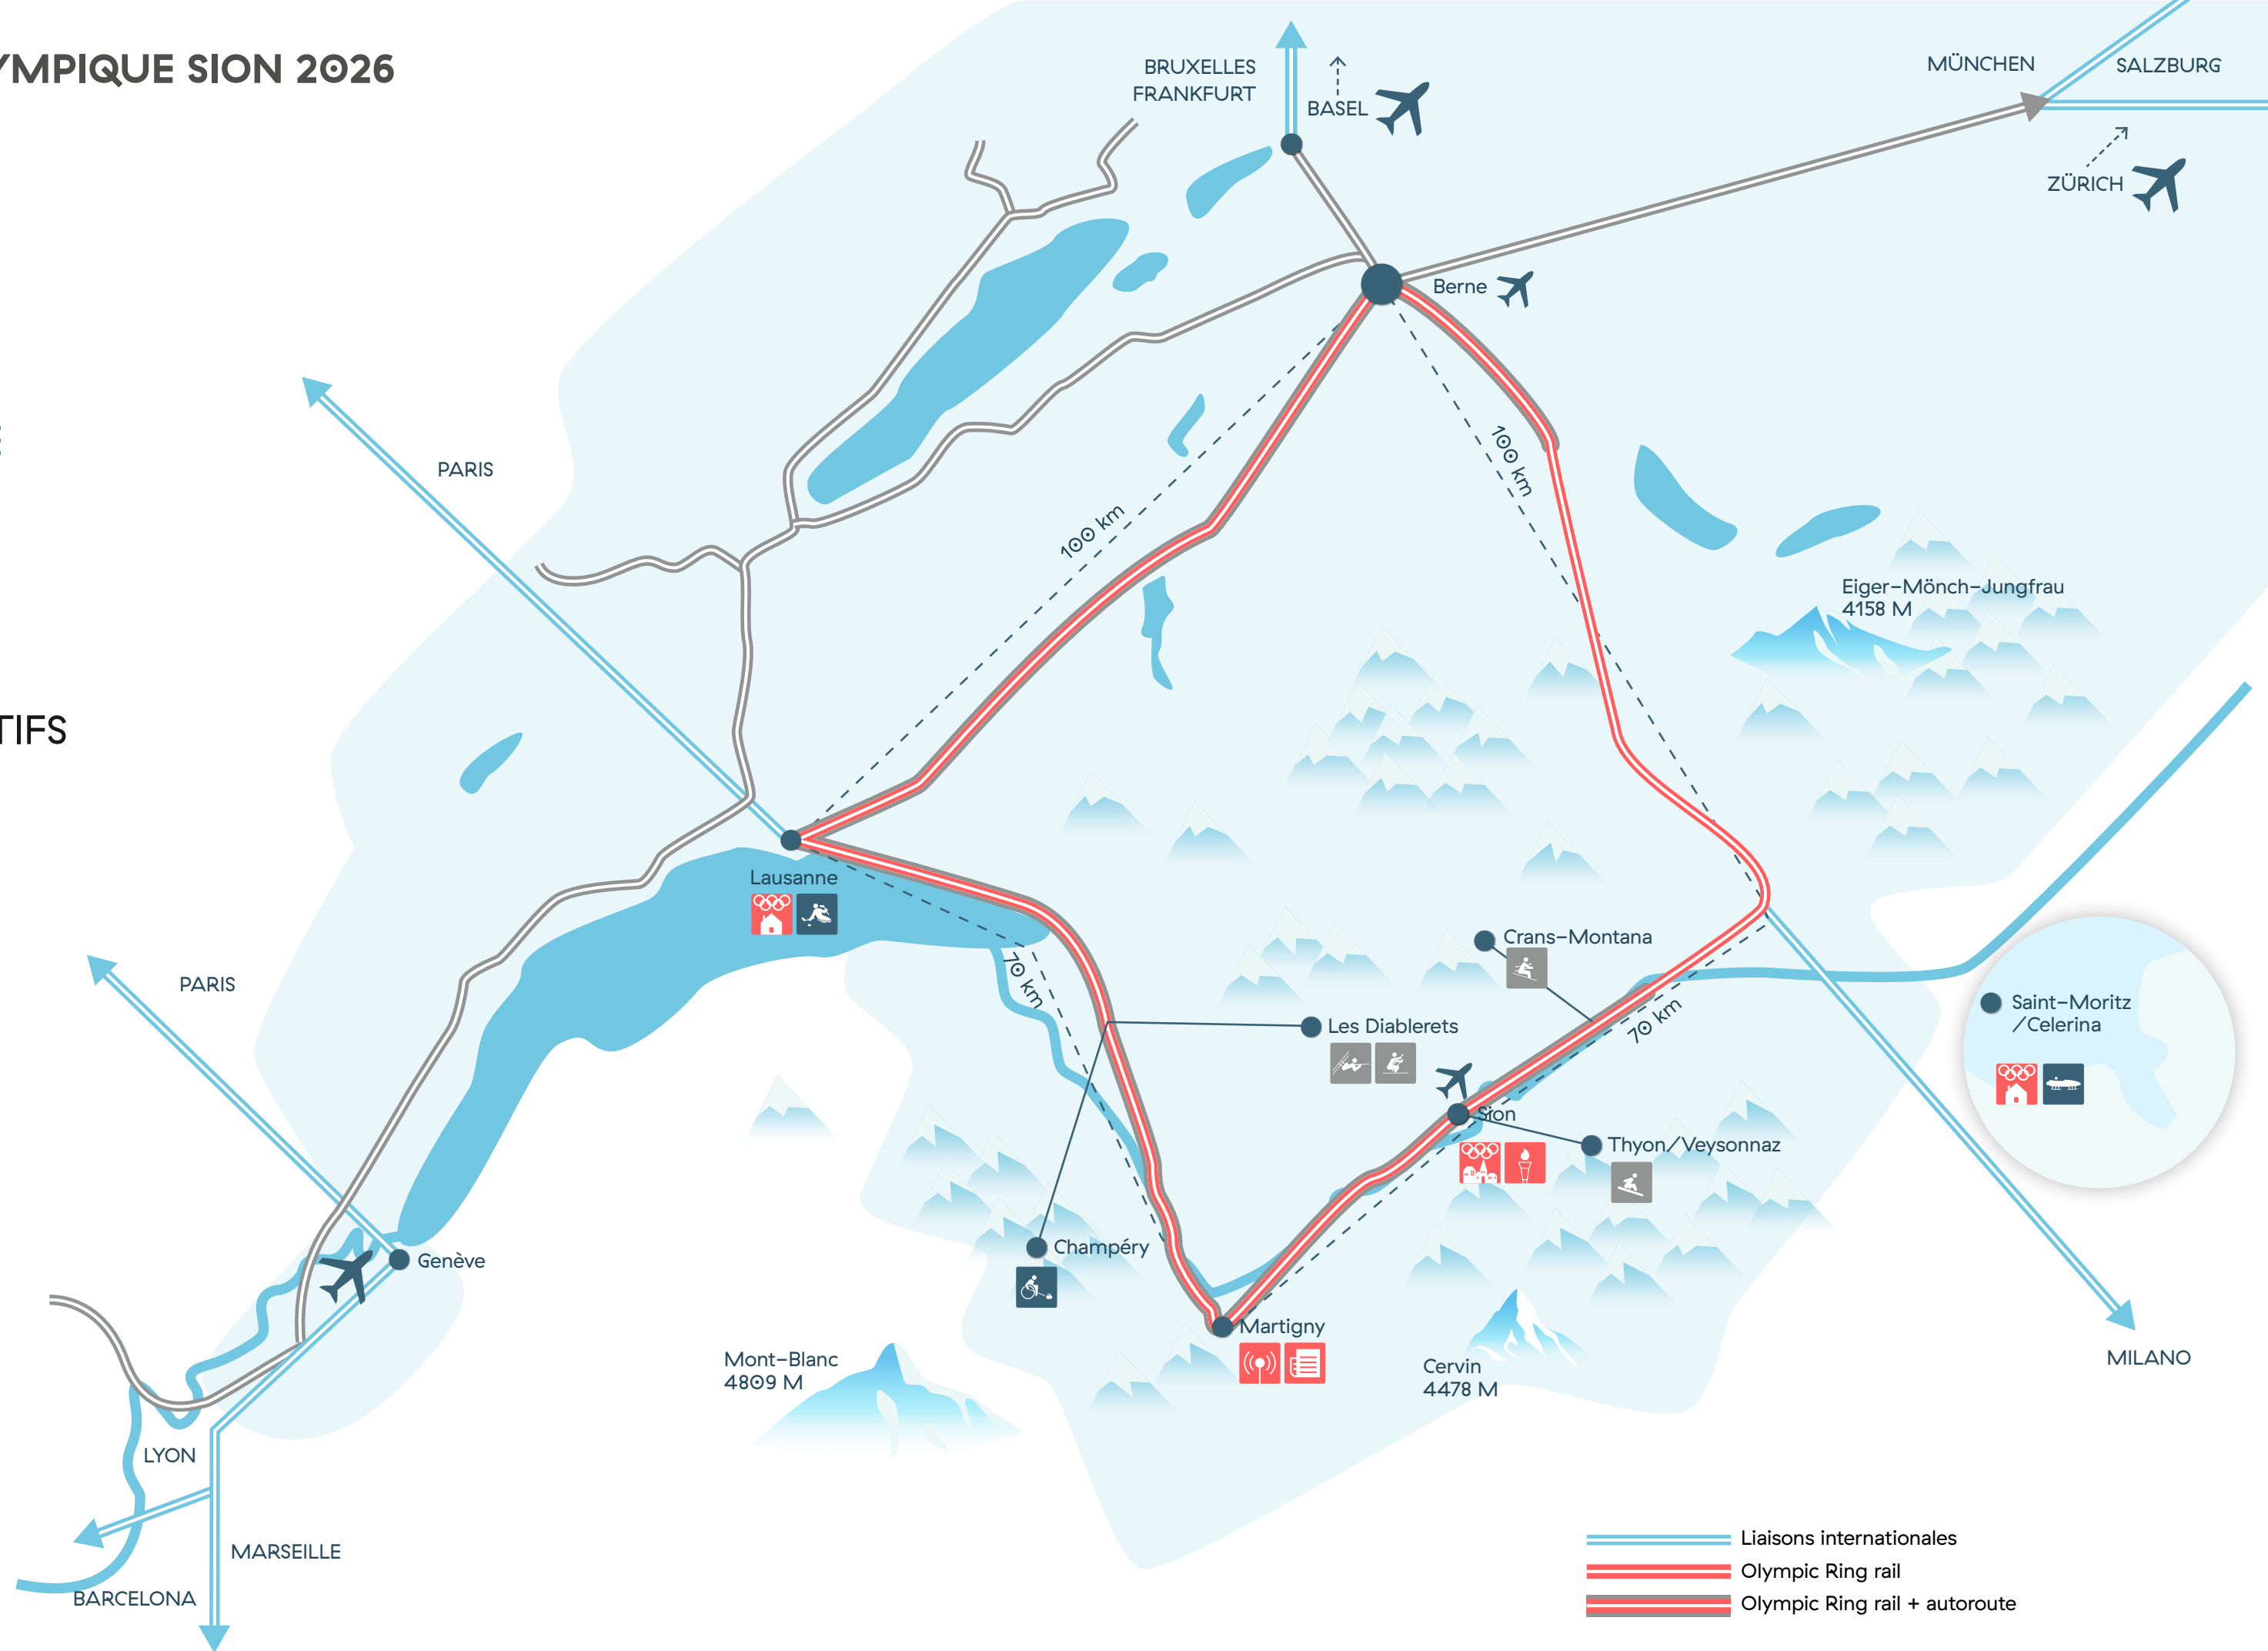 YMPIQUE SION 2026
BRUXELLES
FRANKFURT
BASEL
MÜNCHEN
SALZBURG
ZÜRICH
Berne
PARIS
100 km
100 km
Eiger-Mönch-Jungfrau
4158 M
TIFS
Lausanne
Crans-Montana
70 km
PARIS
Saint-Moritz
/Celerina
70 km
Les Diablerets
Sion
Thyon/Veysonnaz
Champéry
Genève
Martigny
Mont-Blanc
4809 M
Cervin
4478 M
MILANO
LYON
MARSEILLE
BARCELONA
Liaisons internationales
Olympic Ring rail
Olympic Ring rail + autoroute